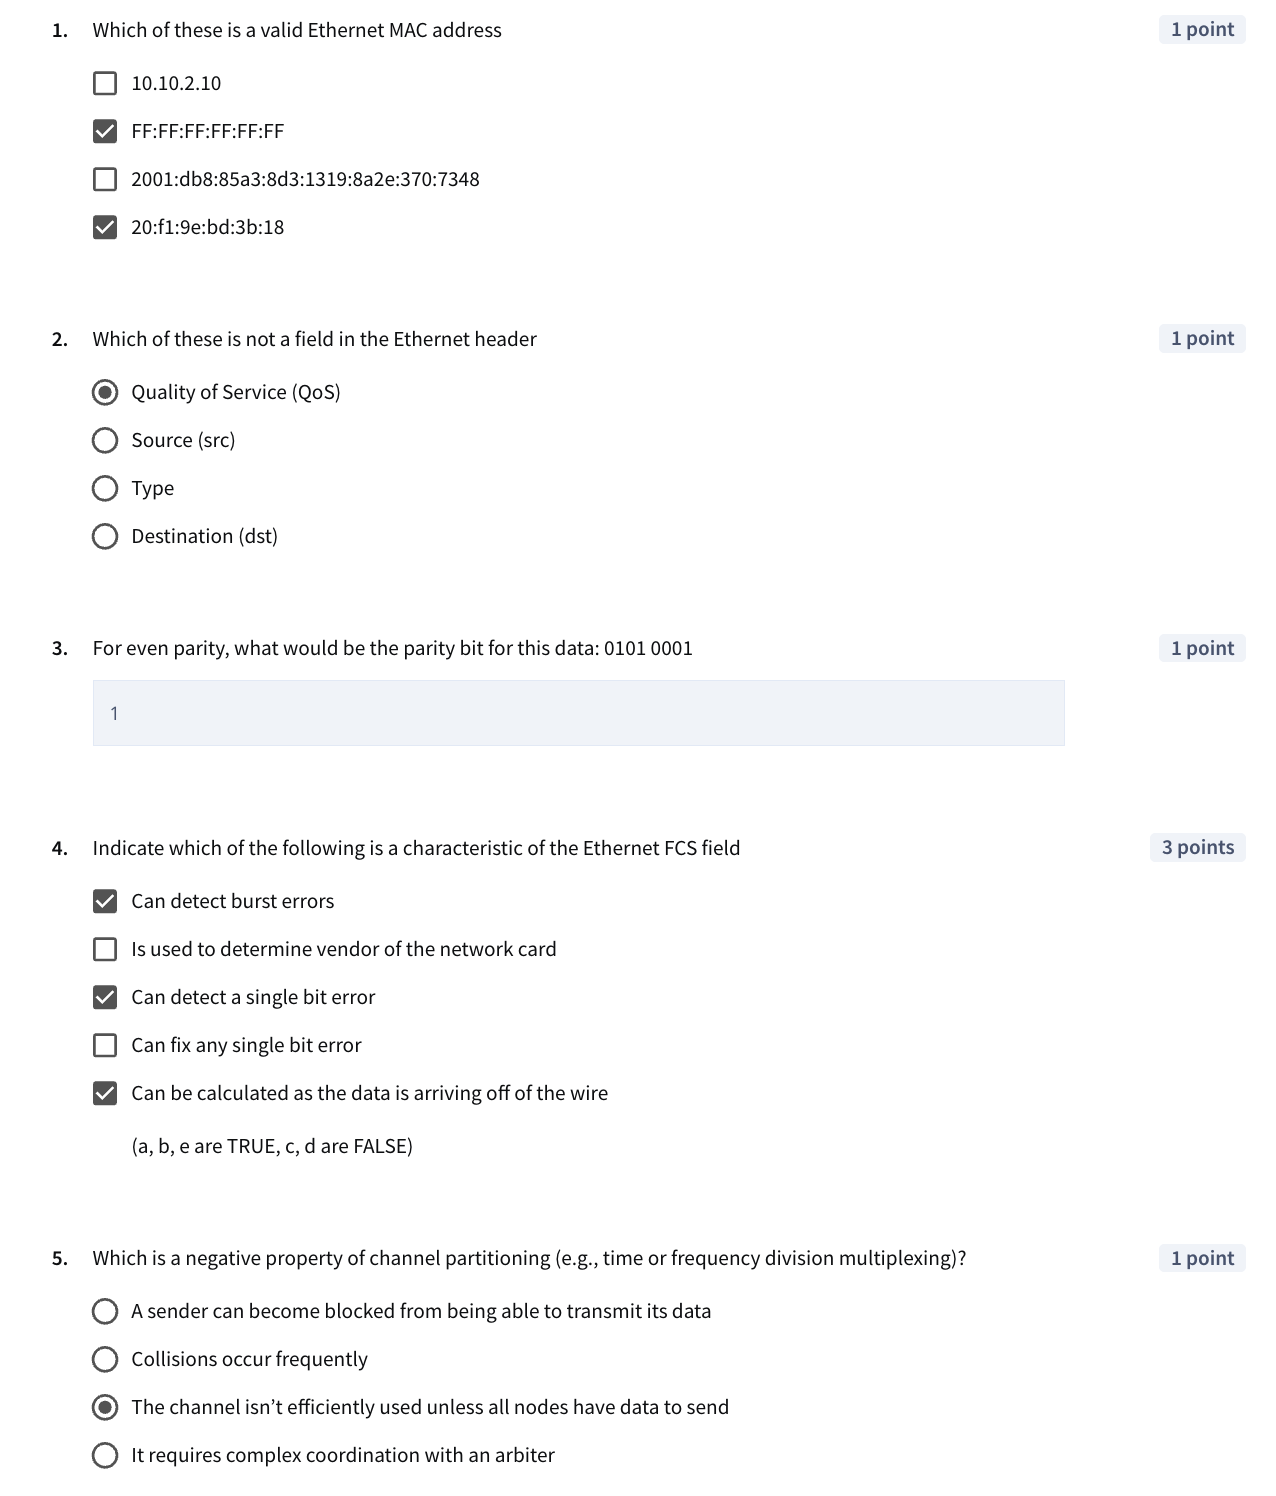 1. Which of these is a valid Ethernet MAC address 1 point
10.10.2.10
FF:FF:FF:FF:FF:FF
2001:db8:85a3:8d3:1319:8a2e:370:7348
20:f1:9e:bd:3b:18
2. Which of these is not a field in the Ethernet header 1 point
Quality of Service (QoS)
Source (src)
Type
Destination (dst)
3. For even parity, what would be the parity bit for this data: 0101 0001 1 point
1
4. Indicate which of the following is a characteristic of the Ethernet FCS field 3 points
Can detect burst errors
Is used to determine vendor of the network card
Can detect a single bit error
Can fix any single bit error
Can be calculated as the data is arriving off of the wire
(a, b, e are TRUE, c, d are FALSE)
5. Which is a negative property of channel partitioning (e.g., time or frequency division multiplexing)? 1 point
A sender can become blocked from being able to transmit its data
Collisions occur frequently
The channel isn’t efficiently used unless all nodes have data to send
It requires complex coordination with an arbiter